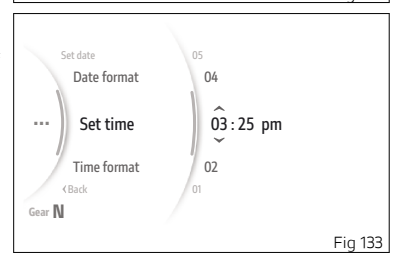 Set date 05
Date format 04
... Set time 03 : 25 pm
Time format 02
‹Back 01
Gear N
Fig 133